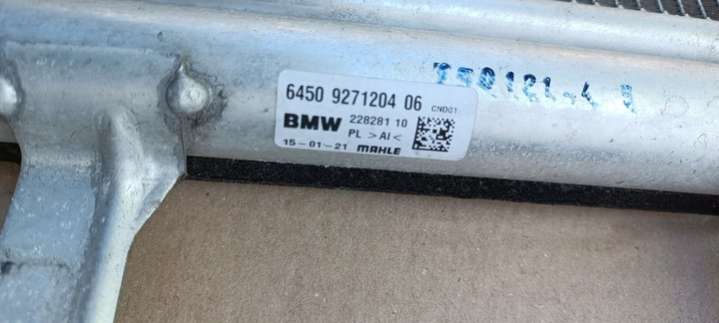 6450 9271204 06 CND01
BMW 228281 10
PL >Al<
15-01-21 MAHLE